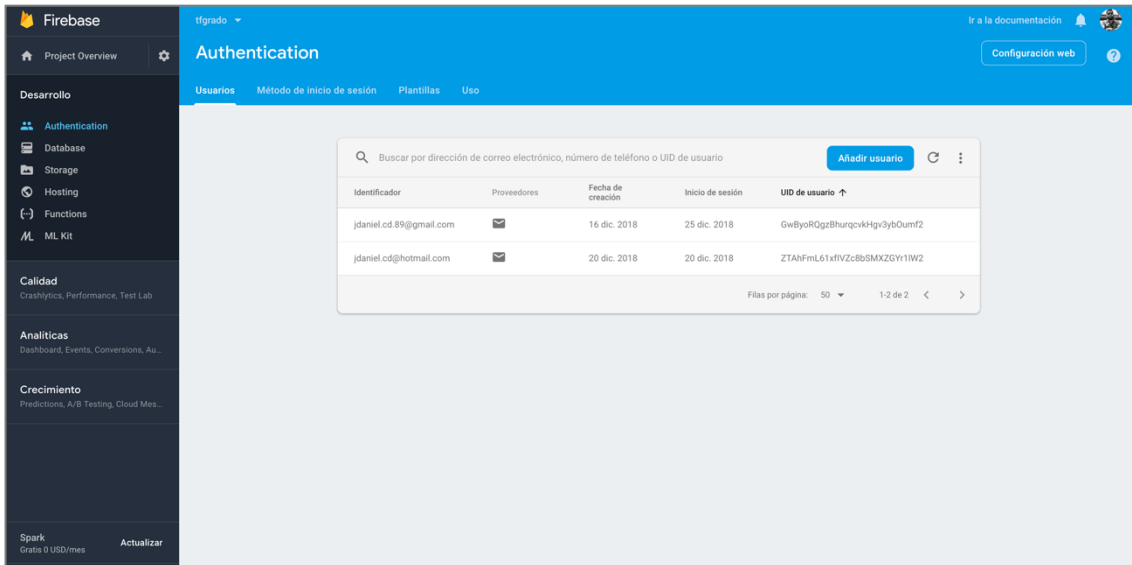 Firebase
Project Overview
Desarrollo
Authentication
Database
Storage
Hosting
Functions
ML Kit
Calidad
Crashlytics, Performance, Test Lab
Analíticas
Dashboard, Events, Conversions, Au...
Crecimiento
Predictions, A/B Testing, Cloud Mes...
Spark
Gratis 0 USD/mes
Actualizar
tfgrado
Ir a la documentación
Authentication
Configuración web
Usuarios Método de inicio de sesión Plantillas Uso
Buscar por dirección de correo electrónico, número de teléfono o UID de usuario
Añadir usuario
Identificador Proveedores Fecha de creación Inicio de sesión UID de usuario
jdaniel.cd.89@gmail.com 16 dic. 2018 25 dic. 2018 GwByoRQgzBhurqcvkHgv3ybOumf2
jdaniel.cd@hotmail.com 20 dic. 2018 20 dic. 2018 ZTAhFmL61xfIVZc8bSMXZGYr1IW2
Filas por página: 50 1-2 de 2